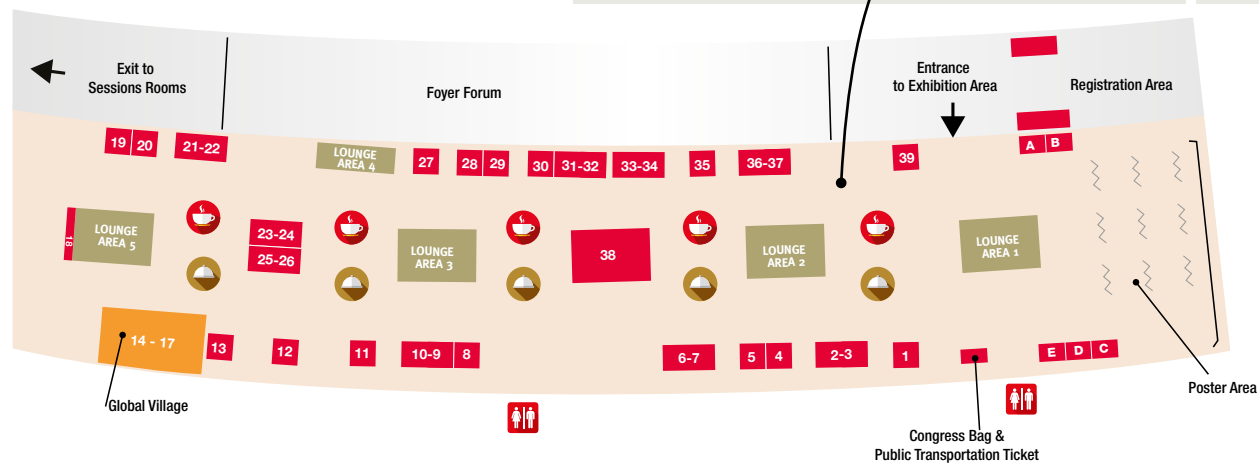 Exit to
Sessions Rooms
Foyer Forum
Entrance
to Exhibition Area
Registration Area
19
20
21-22
LOUNGE
AREA 4
27
28
29
30
31-32
33-34
35
36-37
39
A
B
18
LOUNGE
AREA 5
23-24
25-26
LOUNGE
AREA 3
38
LOUNGE
AREA 2
LOUNGE
AREA 1
14 - 17
13
12
11
10-9
8
6-7
5
4
2-3
1
E
D
C
Global Village
Poster Area
Congress Bag &
Public Transportation Ticket